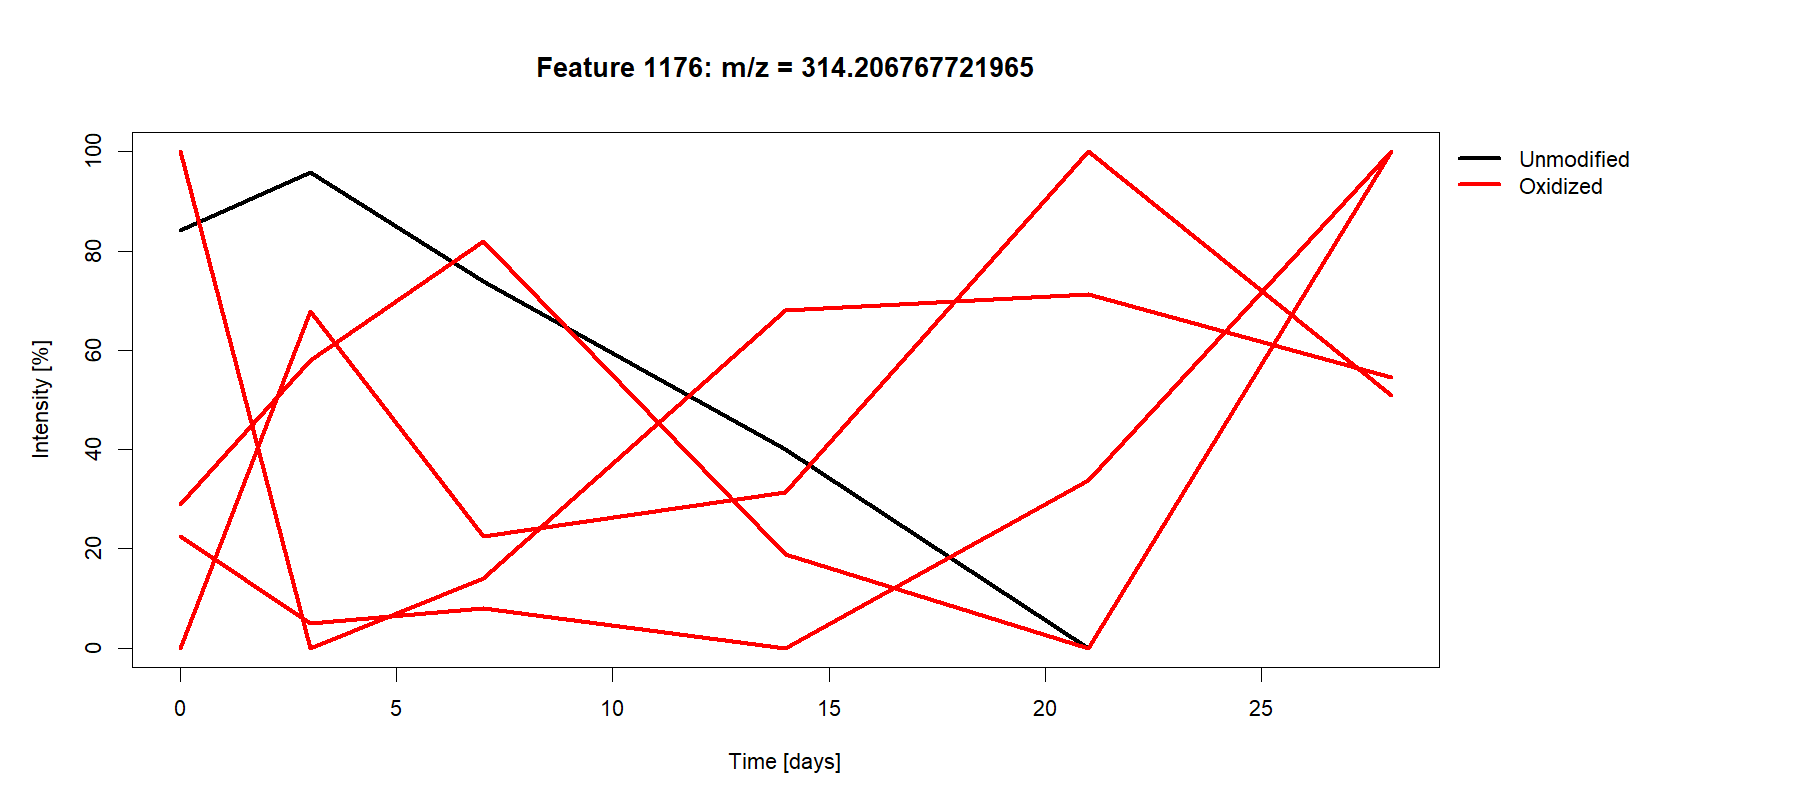 Feature 1176: m/z = 314.206767721965
Unmodified
Oxidized
100
80
60
40
20
0
Intensity [%]
0 5 10 15 20 25
Time [days]